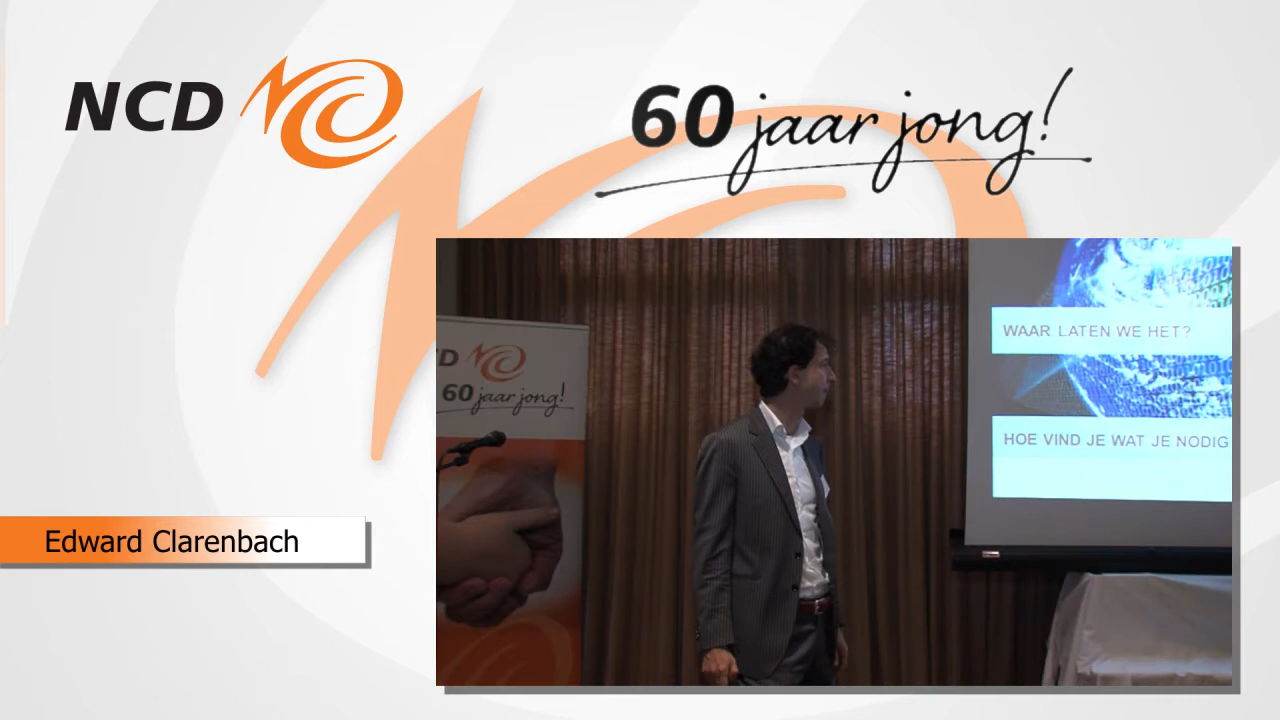 NCD
60 jaar jong!
WAAR LATEN WE HET?
D
60 jaar jong!
HOE VIND JE WAT JE NODIG
Edward Clarenbach